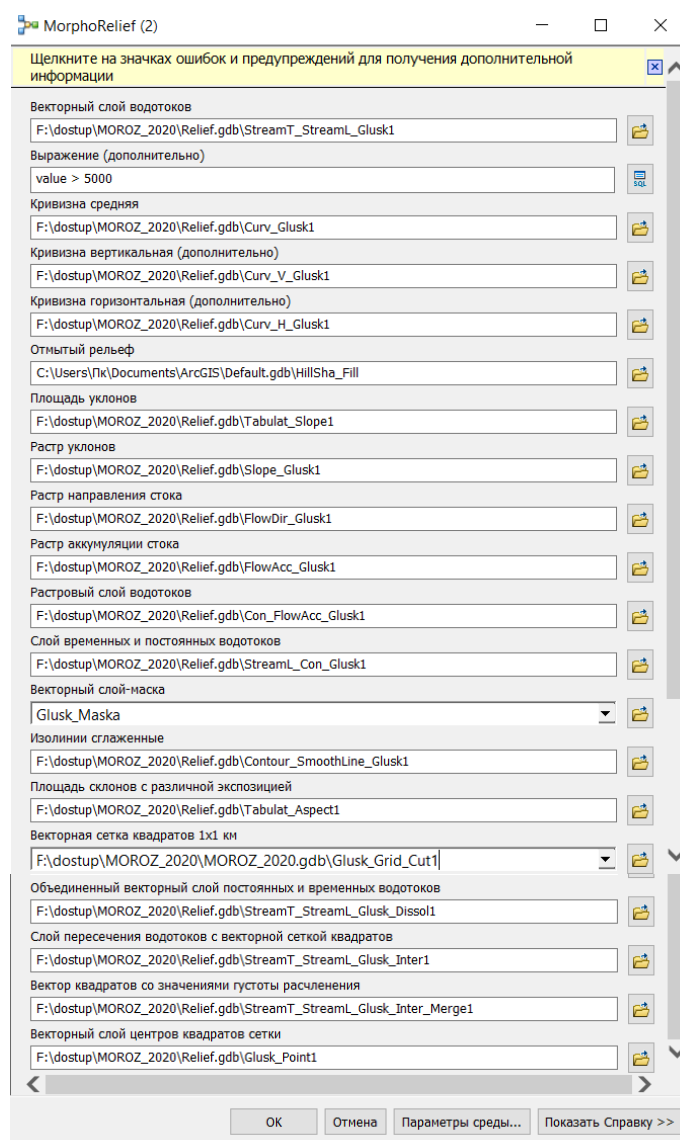 MorphoRelief (2)
Щелкните на значках ошибок и предупреждений для получения дополнительной
информации
Векторный слой водотоков
F:\dostup\MOROZ_2020\Relief.gdb\StreamT_StreamL_Glusk1
Выражение (дополнительно)
value > 5000
SQL
Кривизна средняя
F:\dostup\MOROZ_2020\Relief.gdb\Curv_Glusk1
Кривизна вертикальная (дополнительно)
F:\dostup\MOROZ_2020\Relief.gdb\Curv_V_Glusk1
Кривизна горизонтальная (дополнительно)
F:\dostup\MOROZ_2020\Relief.gdb\Curv_H_Glusk1
Отмытый рельеф
C:\Users\Пк\Documents\ArcGIS\Default.gdb\HillSha_Fill
Площадь уклонов
F:\dostup\MOROZ_2020\Relief.gdb\Tabulat_Slope1
Растр уклонов
F:\dostup\MOROZ_2020\Relief.gdb\Slope_Glusk1
Растр направления стока
F:\dostup\MOROZ_2020\Relief.gdb\FlowDir_Glusk1
Растр аккумуляции стока
F:\dostup\MOROZ_2020\Relief.gdb\FlowAcc_Glusk1
Растровый слой водотоков
F:\dostup\MOROZ_2020\Relief.gdb\Con_FlowAcc_Glusk1
Слой временных и постоянных водотоков
F:\dostup\MOROZ_2020\Relief.gdb\StreamL_Con_Glusk1
Векторный слой-маска
Glusk_Maska
Изолинии сглаженные
F:\dostup\MOROZ_2020\Relief.gdb\Contour_SmoothLine_Glusk1
Площадь склонов с различной экспозицией
F:\dostup\MOROZ_2020\Relief.gdb\Tabulat_Aspect1
Векторная сетка квадратов 1x1 км
F:\dostup\MOROZ_2020\MOROZ_2020.gdb\Glusk_Grid_Cut1
Объединенный векторный слой постоянных и временных водотоков
F:\dostup\MOROZ_2020\Relief.gdb\StreamT_StreamL_Glusk_Dissol1
Слой пересечения водотоков с векторной сеткой квадратов
F:\dostup\MOROZ_2020\Relief.gdb\StreamT_StreamL_Glusk_Inter1
Вектор квадратов со значениями густоты расчленения
F:\dostup\MOROZ_2020\Relief.gdb\StreamT_StreamL_Glusk_Inter_Merge1
Векторный слой центров квадратов сетки
F:\dostup\MOROZ_2020\Relief.gdb\Glusk_Point1
OK Отмена Параметры среды... Показать Справку >>